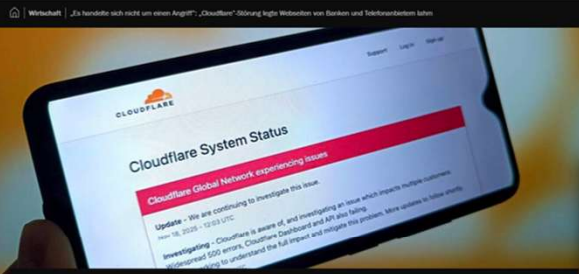 Wirtschaft | „Es handelte sich nicht um einen Angriff“: „Cloudflare“-Störung legte Webseiten von Banken und Telefonanbietern lahm
Support Log in Sign up
CLOUDFLARE
Cloudflare System Status
Cloudflare Global Network experiencing issues
Update - We are continuing to investigate this issue.
Nov 18, 2025 - 12:03 UTC
Investigating - Cloudflare is aware of, and investigating an issue which impacts multiple customers:
Widespread 500 errors, Cloudflare Dashboard and API also failing.
working to understand the full impact and mitigate this problem. More updates to follow shortly.